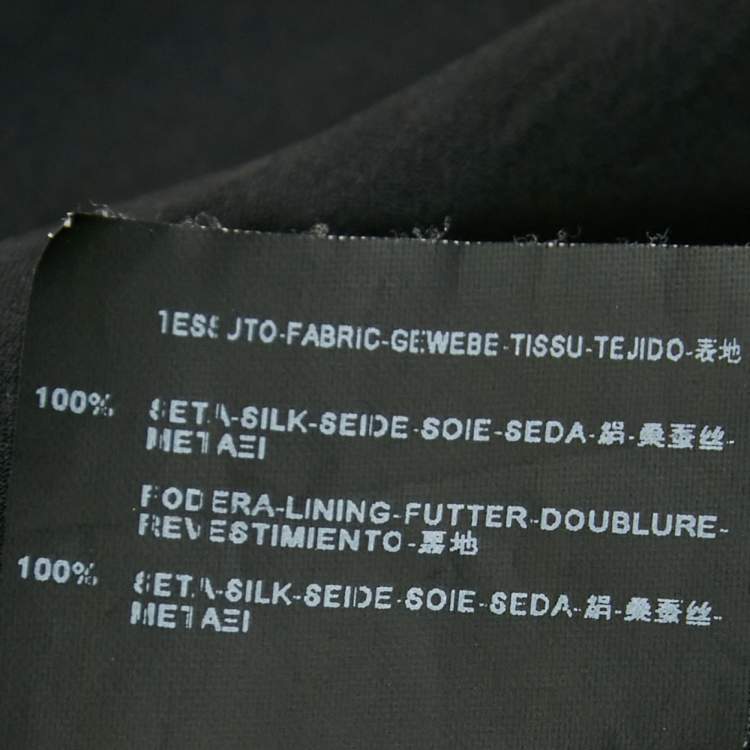 TESSUTO-FABRIC-GEWEBE-TISSU-TEJIDO-表地
100% SETA-SILK-SEIDE-SOIE-SEDA-絹-桑蚕丝-
ΜΕΤΑΞΙ
FODERA-LINING-FUTTER-DOUBLURE-
REVESTIMIENTO-裏地
100% SETA-SILK-SEIDE-SOIE-SEDA-絹-桑蚕丝-
ΜΕΤΑΞΙ